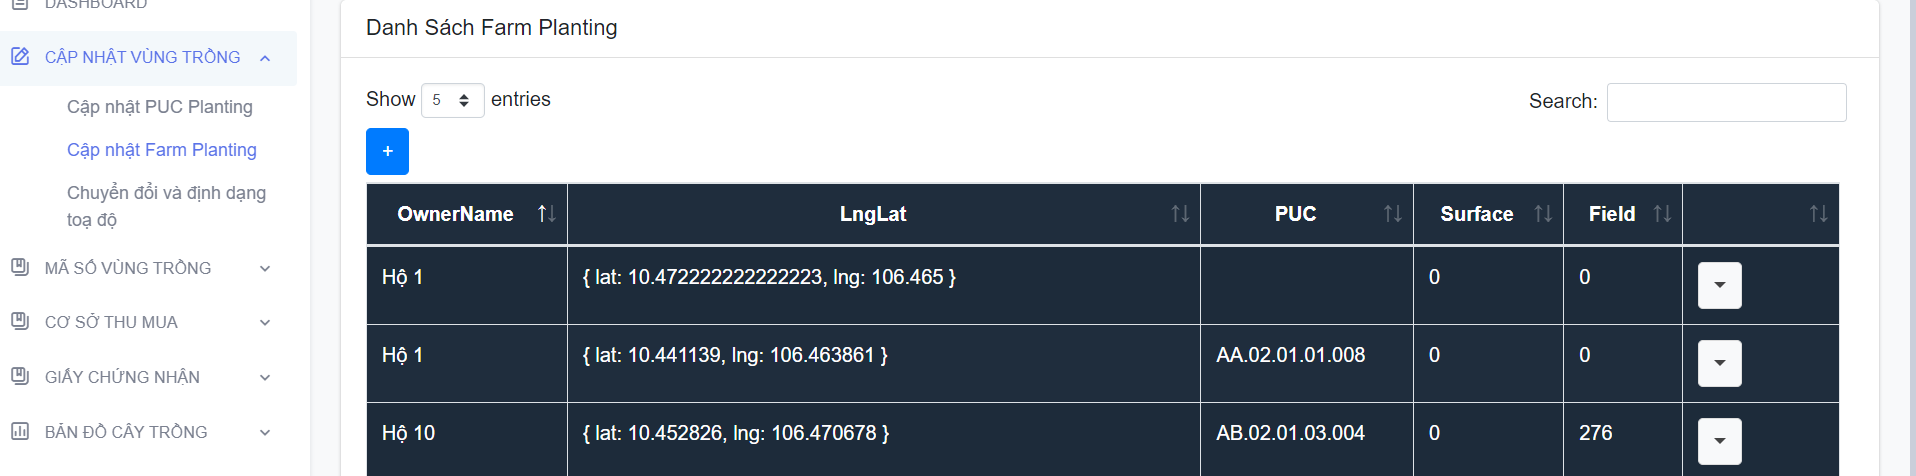 DASHBOARD
CẬP NHẬT VÙNG TRỒNG
Cập nhật PUC Planting
Cập nhật Farm Planting
Chuyển đổi và định dạng
toạ độ
MÃ SỐ VÙNG TRỒNG
CƠ SỞ THU MUA
GIẤY CHỨNG NHẬN
BẢN ĐỒ CÂY TRỒNG
Danh Sách Farm Planting
Show 5 entries
Search:
+
OwnerName LngLat PUC Surface Field
Hộ 1 { lat: 10.472222222222223, lng: 106.465 } 0 0
Hộ 1 { lat: 10.441139, lng: 106.463861 } AA.02.01.01.008 0 0
Hộ 10 { lat: 10.452826, lng: 106.470678 } AB.02.01.03.004 0 276